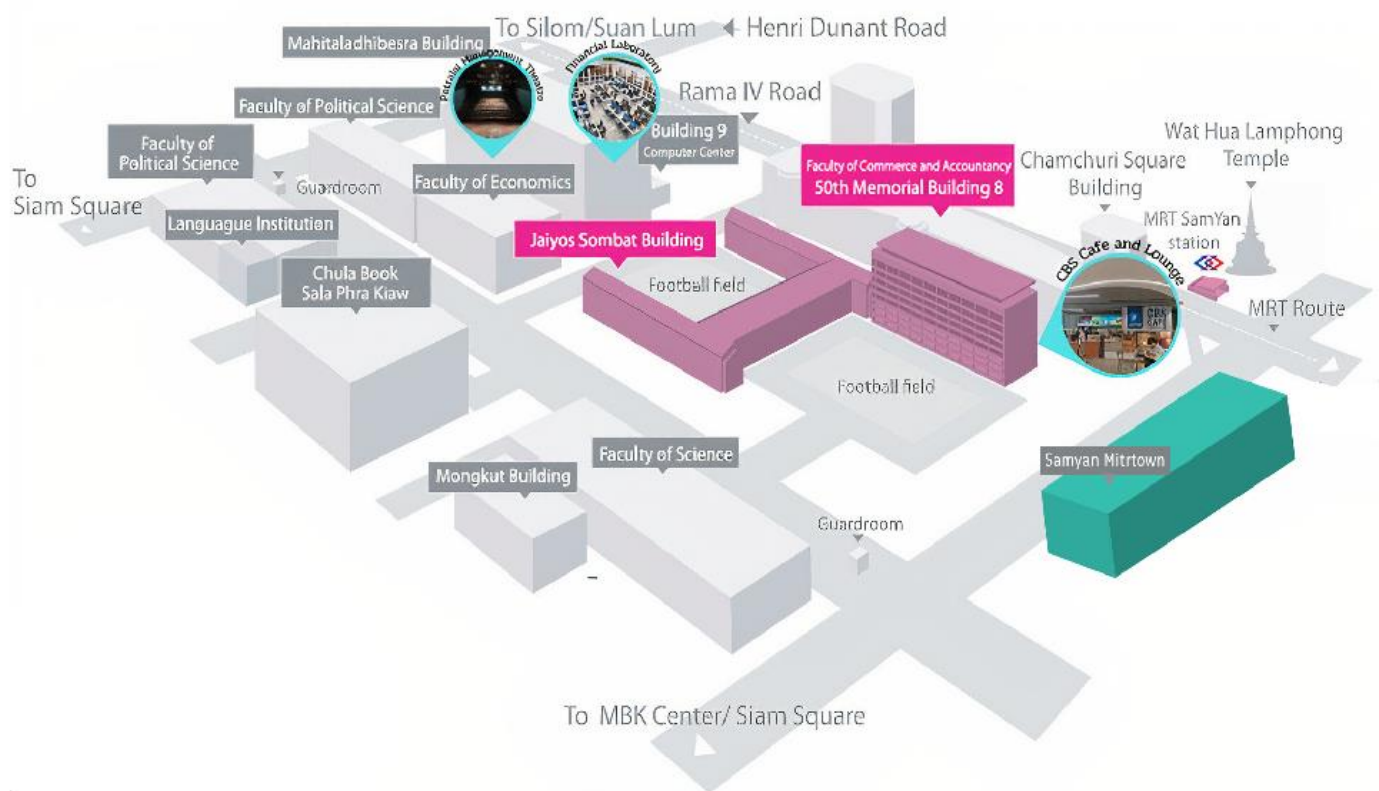 To Silom/Suan Lum
Henri Dunant Road
Mahitaladhibesra Building
Management Theatre
Financial Laboratory
Rama IV Road
Faculty of Political Science
Building 9
Computer Center
Faculty of
Political Science
Guardroom
Faculty of Economics
Faculty of Commerce and Accountancy
50th Memorial Building 8
Wat Hua Lamphong
Temple
Chamchuri Square
Building
To
Siam Square
Languague Institution
Jaiyos Sombat Building
MRT SamYan
station
CBS Cafe and Lounge
Chula Book
Sala Phra Kiaw
Football field
MRT Route
Football field
Faculty of Science
Mongkut Building
Samyan Mitrtown
Guardroom
To MBK Center/ Siam Square